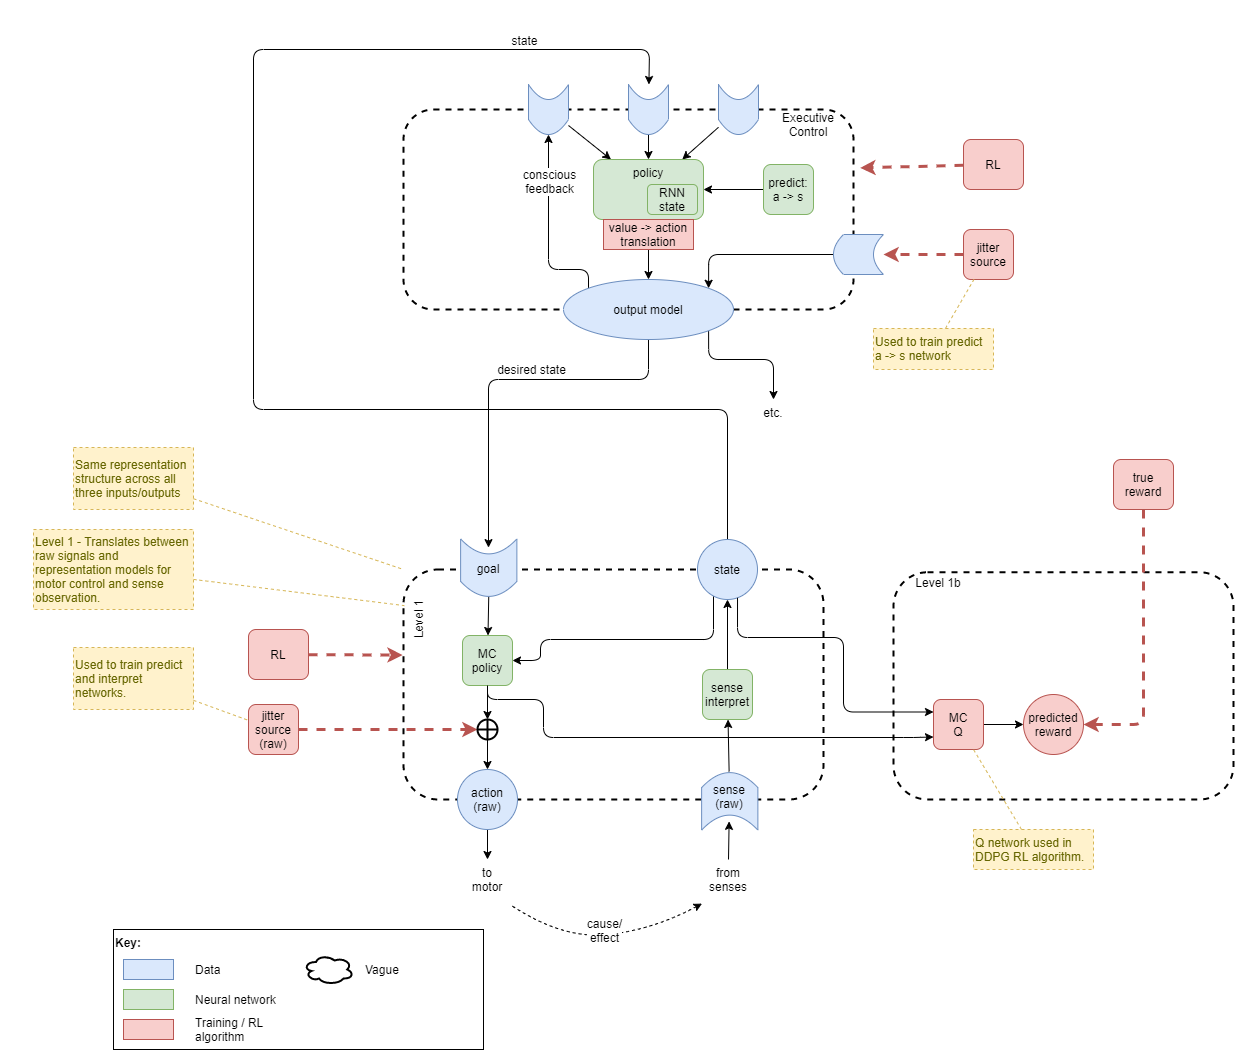 state
Executive
Control
conscious
feedback
policy
RNN
state
predict:
a -> s
RL
value -> action
translation
jitter
source
output model
Used to train predict
a -> s network
desired state
etc.
Same representation
structure across all
three inputs/outputs
true
reward
Level 1 - Translates between
raw signals and
representation models for
motor control and sense
observation.
goal
state
Level 1b
Level 1
RL
MC
policy
Used to train predict
and interpret
networks.
sense
interpret
jitter
source
(raw)
MC
Q
predicted
reward
action
(raw)
sense
(raw)
Q network used in
DDPG RL algorithm.
to
motor
from
senses
cause/
effect
Key:
Data
Vague
Neural network
Training / RL
algorithm